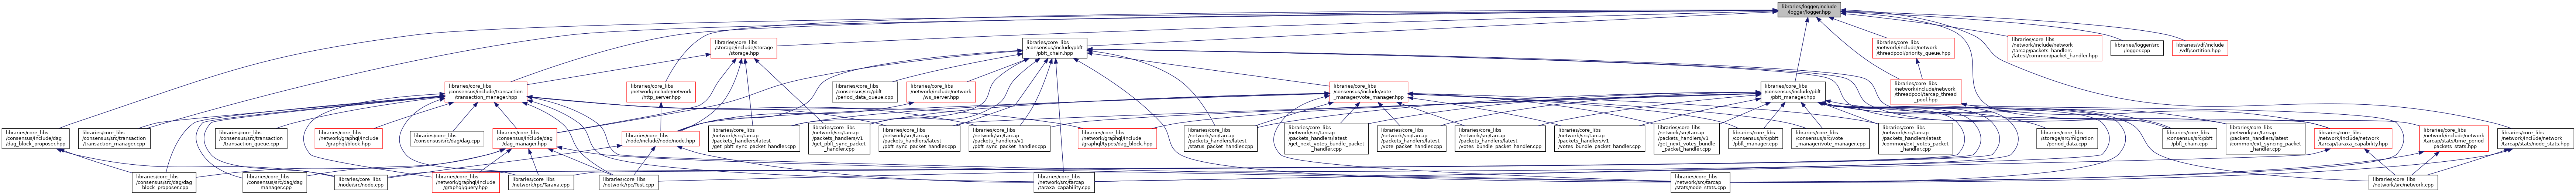 libraries/logger/include
/logger/logger.hpp
libraries/core_libs
/storage/include/storage
/storage.hpp
libraries/core_libs
/consensus/include/pbft
/pbft_chain.hpp
libraries/core_libs
/network/include/network
/threadpool/priority_queue.hpp
libraries/core_libs
/network/include/network
/tarcap/packets_handlers
/latest/common/packet_handler.hpp
libraries/logger/src
/logger.cpp
libraries/vdf/include
/vdf/sortition.hpp
libraries/core_libs
/consensus/include/transaction
/transaction_manager.hpp
libraries/core_libs
/network/include/network
/http_server.hpp
libraries/core_libs
/consensus/src/pbft
/period_data_queue.cpp
libraries/core_libs
/network/include/network
/ws_server.hpp
libraries/core_libs
/consensus/include/vote
_manager/vote_manager.hpp
libraries/core_libs
/consensus/include/pbft
/pbft_manager.hpp
libraries/core_libs
/network/include/network
/threadpool/tarcap_thread
_pool.hpp
libraries/core_libs
/consensus/include/dag
/dag_block_proposer.hpp
libraries/core_libs
/consensus/src/transaction
/transaction_manager.cpp
libraries/core_libs
/consensus/src/transaction
/transaction_queue.cpp
libraries/core_libs
/network/graphql/include
/graphql/block.hpp
libraries/core_libs
/consensus/dag/dag.cpp
libraries/core_libs
/consensus/include/dag
/dag_manager.hpp
libraries/core_libs
/node/include/node/node.hpp
libraries/core_libs
/network/src/tarcap
/packets_handlers/latest
/get_pbft_sync_packet_handler.cpp
libraries/core_libs
/network/src/tarcap
/packets_handlers/v1
/get_pbft_sync_packet
_handler.cpp
libraries/core_libs
/network/src/tarcap
/packets_handlers/latest
/pbft_sync_packet_handler.cpp
libraries/core_libs
/network/src/tarcap
/packets_handlers/v1
/pbft_sync_packet_handler.cpp
libraries/core_libs
/network/graphql/include
/graphql/types/dag_block.hpp
libraries/core_libs
/network/src/tarcap
/packets_handlers/latest
/status_packet_handler.cpp
libraries/core_libs
/network/src/tarcap
/packets_handlers/latest
/get_next_votes_bundle_packet
_handler.cpp
libraries/core_libs
/network/src/tarcap
/packets_handlers/latest
/vote_packet_handler.cpp
libraries/core_libs
/network/src/tarcap
/packets_handlers/latest
/votes_bundle_packet_handler.cpp
libraries/core_libs
/network/src/tarcap
/packets_handlers/v1
/votes_bundle_packet_handler.cpp
libraries/core_libs
/network/src/tarcap
/packets_handlers/v1
/get_next_votes_bundle
_packet_handler.cpp
libraries/core_libs
/consensus/src/pbft
/pbft_manager.cpp
libraries/core_libs
/consensus/src/vote
_manager/vote_manager.cpp
libraries/core_libs
/network/src/tarcap
/packets_handlers/latest
/common/ext_votes_packet
_handler.cpp
libraries/core_libs
/storage/src/migration
/period_data.cpp
libraries/core_libs
/consensus/src/pbft
/pbft_chain.cpp
libraries/core_libs
/network/src/tarcap
/packets_handlers/latest
/common/ext_syncing_packet
_handler.cpp
libraries/core_libs
/network/include/network
/tarcap/taraxa_capability.hpp
libraries/core_libs
/network/include/network
/tarcap/stats/time_period
_packets_stats.hpp
libraries/core_libs
/network/include/network
/tarcap/stats/node_stats.hpp
libraries/core_libs
/consensus/src/dag/dag
_block_proposer.cpp
libraries/core_libs
/consensus/src/dag/dag
_manager.cpp
libraries/core_libs
/node/src/node.cpp
libraries/core_libs
/network/graphql/include
/graphql/query.hpp
libraries/core_libs
/network/rpc/Taraxa.cpp
libraries/core_libs
/network/rpc/Test.cpp
libraries/core_libs
/network/src/tarcap
/taraxa_capability.cpp
libraries/core_libs
/network/src/tarcap
/stats/node_stats.cpp
libraries/core_libs
/network/src/network.cpp